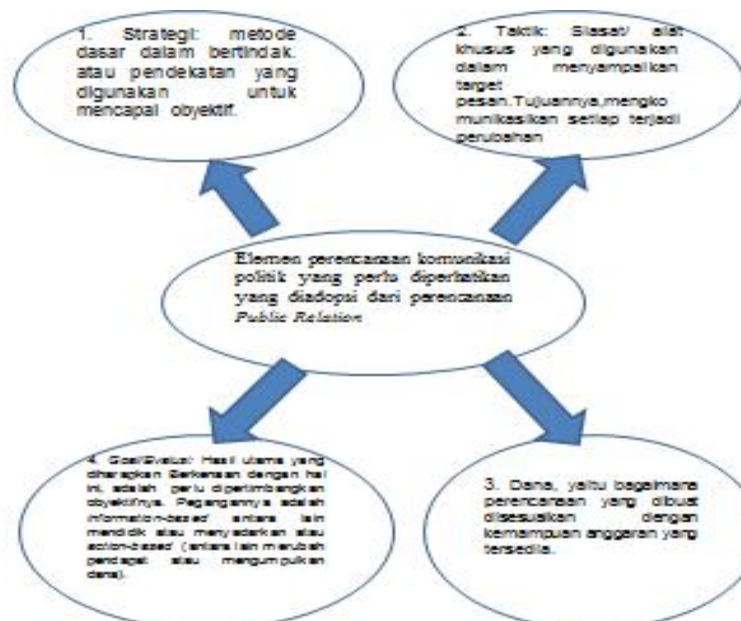 1. Strategi: metode
dasar dalam bertindak.
atau pendekatan yang
digunakan untuk
mencapai obyektif.
2. Taktik: Siasat/ alat
khusus yang digunakan
dalam menyampaikan
target
pesan.Tujuannya,mengko
munikasikan setiap terjadi
perubahan
Elemen perencanaan komunikasi
politik yang perlu diperhatikan
yang diadopsi dari perencanaan
Public Relation
4. Goal/Evalusi: Hasil utama yang
diharapkan Berkenaan dengan hal
ini, adalah perlu dipertimbangkan
obyektifnya. Pegangannya adalah
information-based antara lain
mendidik atau menyadarkan atau
action-based (antara lain merubah
pendapat atau mengumpulkan
dana).
3. Dana, yaitu bagaimana
perencanaan yang dibuat
disesuaikan dengan
kemampuan anggaran yang
tersedia.